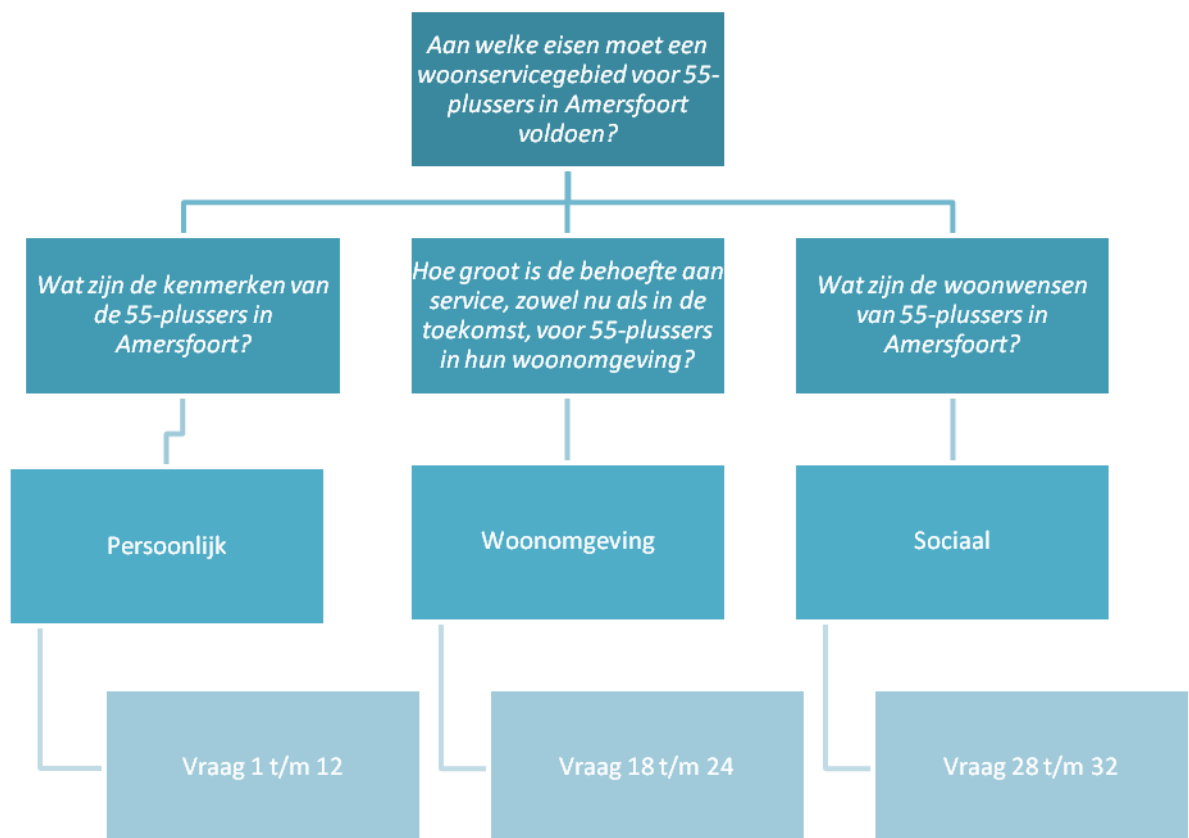 Aan welke eisen moet een
woonservicegebied voor 55-
plussers in Amersfoort
voldoen?
Wat zijn de kenmerken van
de 55-plussers in
Amersfoort?
Hoe groot is de behoefte aan
service, zowel nu als in de
toekomst, voor 55-plussers
in hun woonomgeving?
Wat zijn de woonwensen
van 55-plussers in
Amersfoort?
Persoonlijk
Woonomgeving
Sociaal
Vraag 1 t/m 12
Vraag 18 t/m 24
Vraag 28 t/m 32